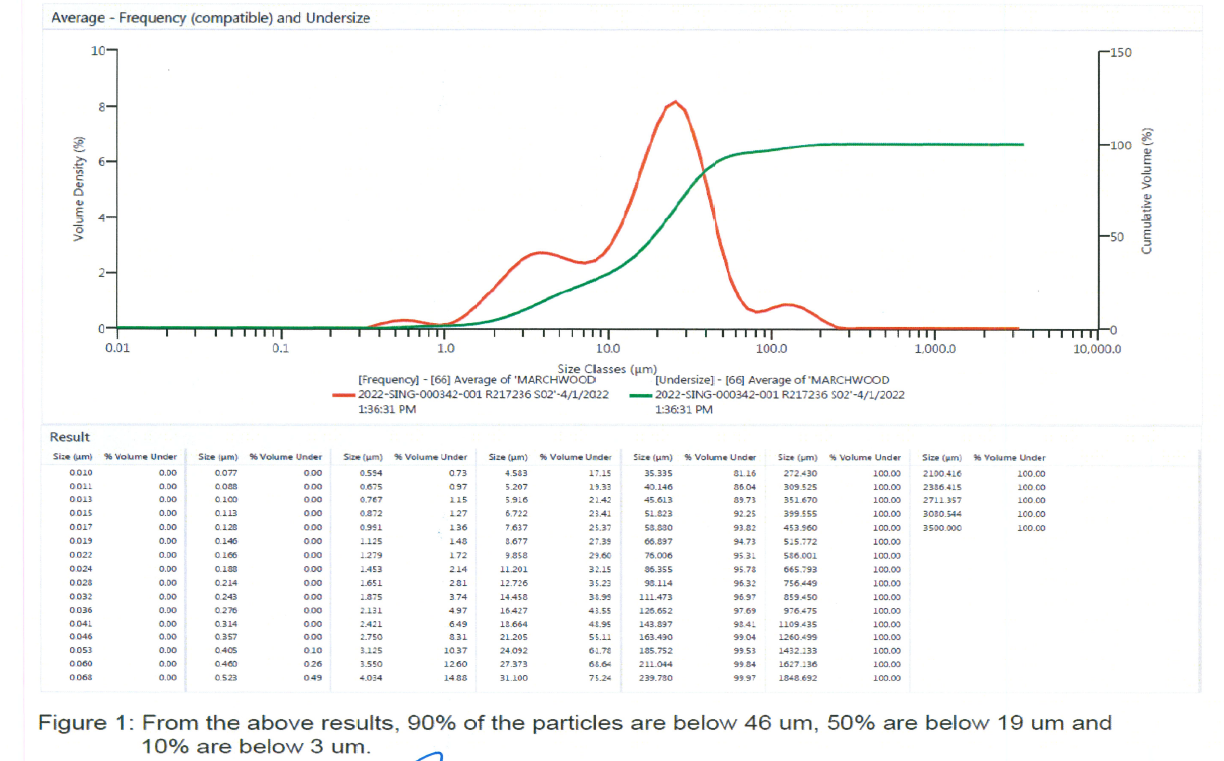 Average - Frequency (compatible) and Undersize
10
8
6
4
2
0
Volume Density (%)
150
100
50
0
Cumulative Volume (%)
0.01 0.1 1.0 10.0 100.0 1,000.0 10,000.0
Size Classes (µm)
[Frequency] - [66] Average of 'MARCHWOOD
2022-SING-000342-001 R217236 S02'-4/1/2022
1:36:31 PM
[Undersize] - [66] Average of 'MARCHWOOD
2022-SING-000342-001 R217236 S02'-4/1/2022
1:36:31 PM
Result
Size (µm) % Volume Under Size (µm) % Volume Under Size (µm) % Volume Under Size (µm) % Volume Under Size (µm) % Volume Under Size (µm) % Volume Under Size (µm) % Volume Under
0.010 0.00 0.077 0.00 0.594 0.73 4.583 17.15 35.335 81.16 272.430 100.00 2100.416 100.00
0.011 0.00 0.088 0.00 0.675 0.97 5.207 19.33 40.146 86.04 309.525 100.00 2386.415 100.00
0.013 0.00 0.100 0.00 0.767 1.15 5.916 21.42 45.613 89.73 351.670 100.00 2711.357 100.00
0.015 0.00 0.113 0.00 0.872 1.27 6.722 23.41 51.823 92.25 399.555 100.00 3080.544 100.00
0.017 0.00 0.128 0.00 0.991 1.36 7.637 25.37 58.880 93.82 453.960 100.00 3500.000 100.00
0.019 0.00 0.146 0.00 1.125 1.48 8.677 27.39 66.897 94.73 515.772 100.00
0.022 0.00 0.166 0.00 1.279 1.72 9.858 29.60 76.006 95.31 586.001 100.00
0.024 0.00 0.188 0.00 1.453 2.14 11.201 32.15 86.355 95.78 665.793 100.00
0.028 0.00 0.214 0.00 1.651 2.81 12.726 35.23 98.114 96.32 756.449 100.00
0.032 0.00 0.243 0.00 1.875 3.74 14.458 38.99 111.473 96.97 859.450 100.00
0.036 0.00 0.276 0.00 2.131 4.97 16.427 43.55 126.652 97.69 976.475 100.00
0.041 0.00 0.314 0.00 2.421 6.49 18.664 48.95 143.897 98.41 1109.435 100.00
0.046 0.00 0.357 0.00 2.750 8.31 21.205 55.11 163.490 99.04 1260.499 100.00
0.053 0.00 0.405 0.10 3.125 10.37 24.092 61.78 185.752 99.53 1432.133 100.00
0.060 0.00 0.460 0.26 3.550 12.60 27.373 68.64 211.044 99.84 1627.136 100.00
0.068 0.00 0.523 0.49 4.034 14.88 31.100 75.24 239.780 99.97 1848.692 100.00
Figure 1: From the above results, 90% of the particles are below 46 um, 50% are below 19 um and
10% are below 3 um.